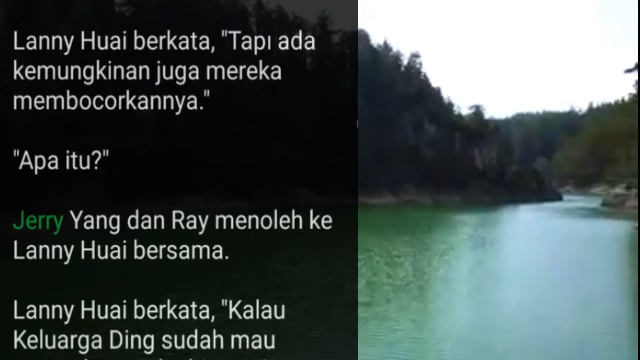 Lanny Huai berkata, "Tapı ada
kemungkinan juga mereka
membocorkannya."
"Apa itu?"
Jerry Yang dan Ray menoleh ke
Lanny Huai bersama.
Lanny Huai berkata, "Kalau
Keluarga Ding sudah mau